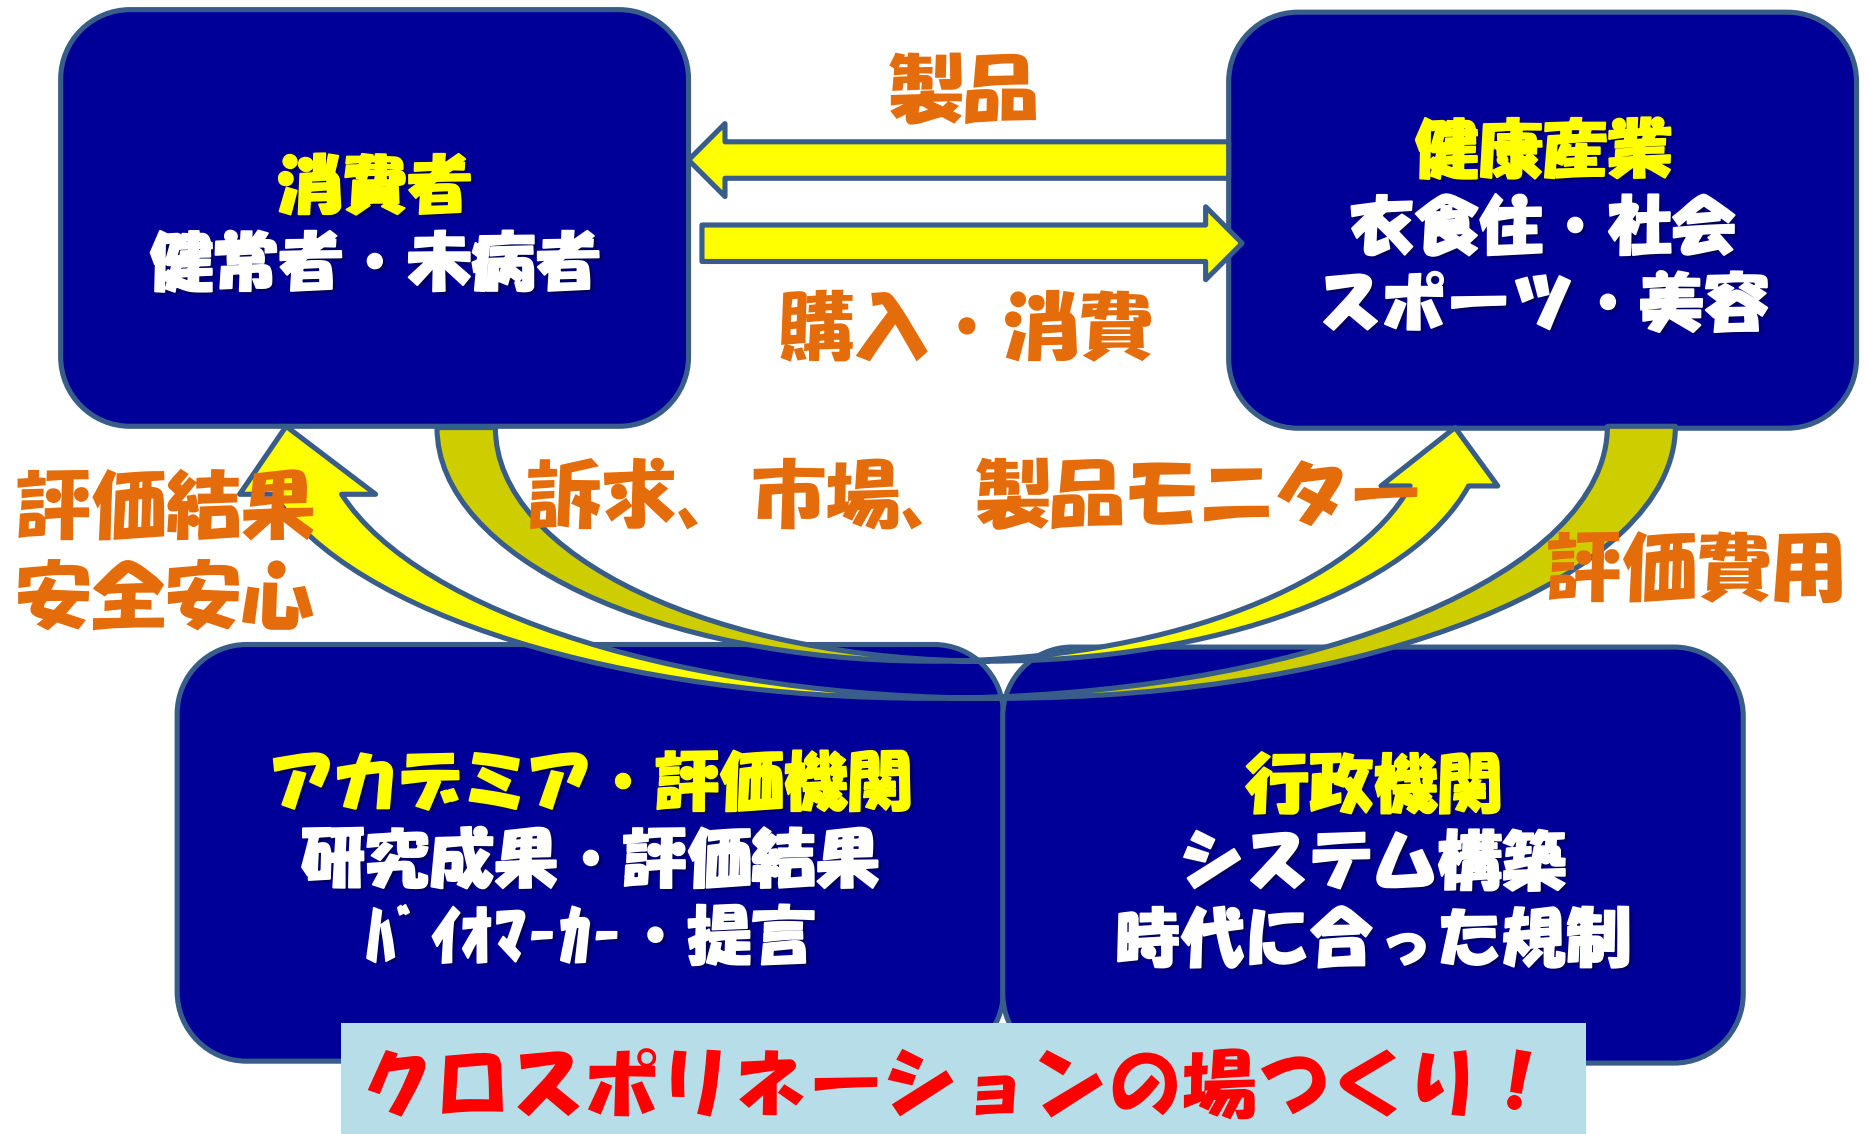 製品
消費者
健常者・未病者
健康産業
衣食住・社会
スポーツ・美容
購入・消費
評価結果
安全安心
訴求、市場、製品モニター
評価費用
アカデミア・評価機関
研究成果・評価結果
ﾊﾞｲｵﾏｰｶｰ・提言
行政機関
システム構築
時代に合った規制
クロスポリネーションの場つくり！